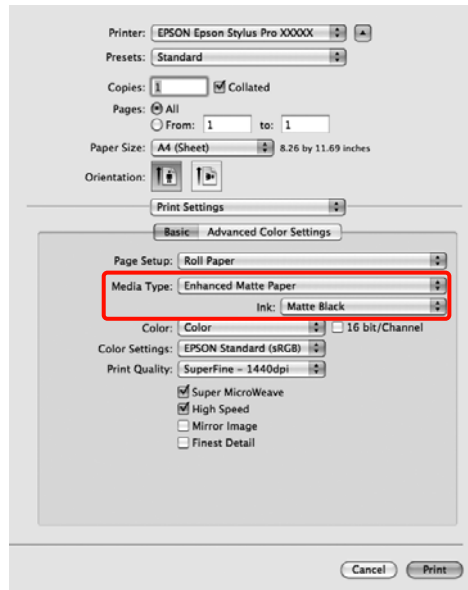 Printer: EPSON Epson Stylus Pro XXXXX
Presets: Standard
Copies: 1 Collated
Pages: All
From: 1 to: 1
Paper Size: A4 (Sheet) 8.26 by 11.69 inches
Orientation:
Print Settings
Basic Advanced Color Settings
Page Setup: Roll Paper
Media Type: Enhanced Matte Paper
Ink: Matte Black
Color: Color 16 bit/Channel
Color Settings: EPSON Standard (sRGB)
Print Quality: SuperFine – 1440dpi
Super MicroWeave
High Speed
Mirror Image
Finest Detail
Cancel Print